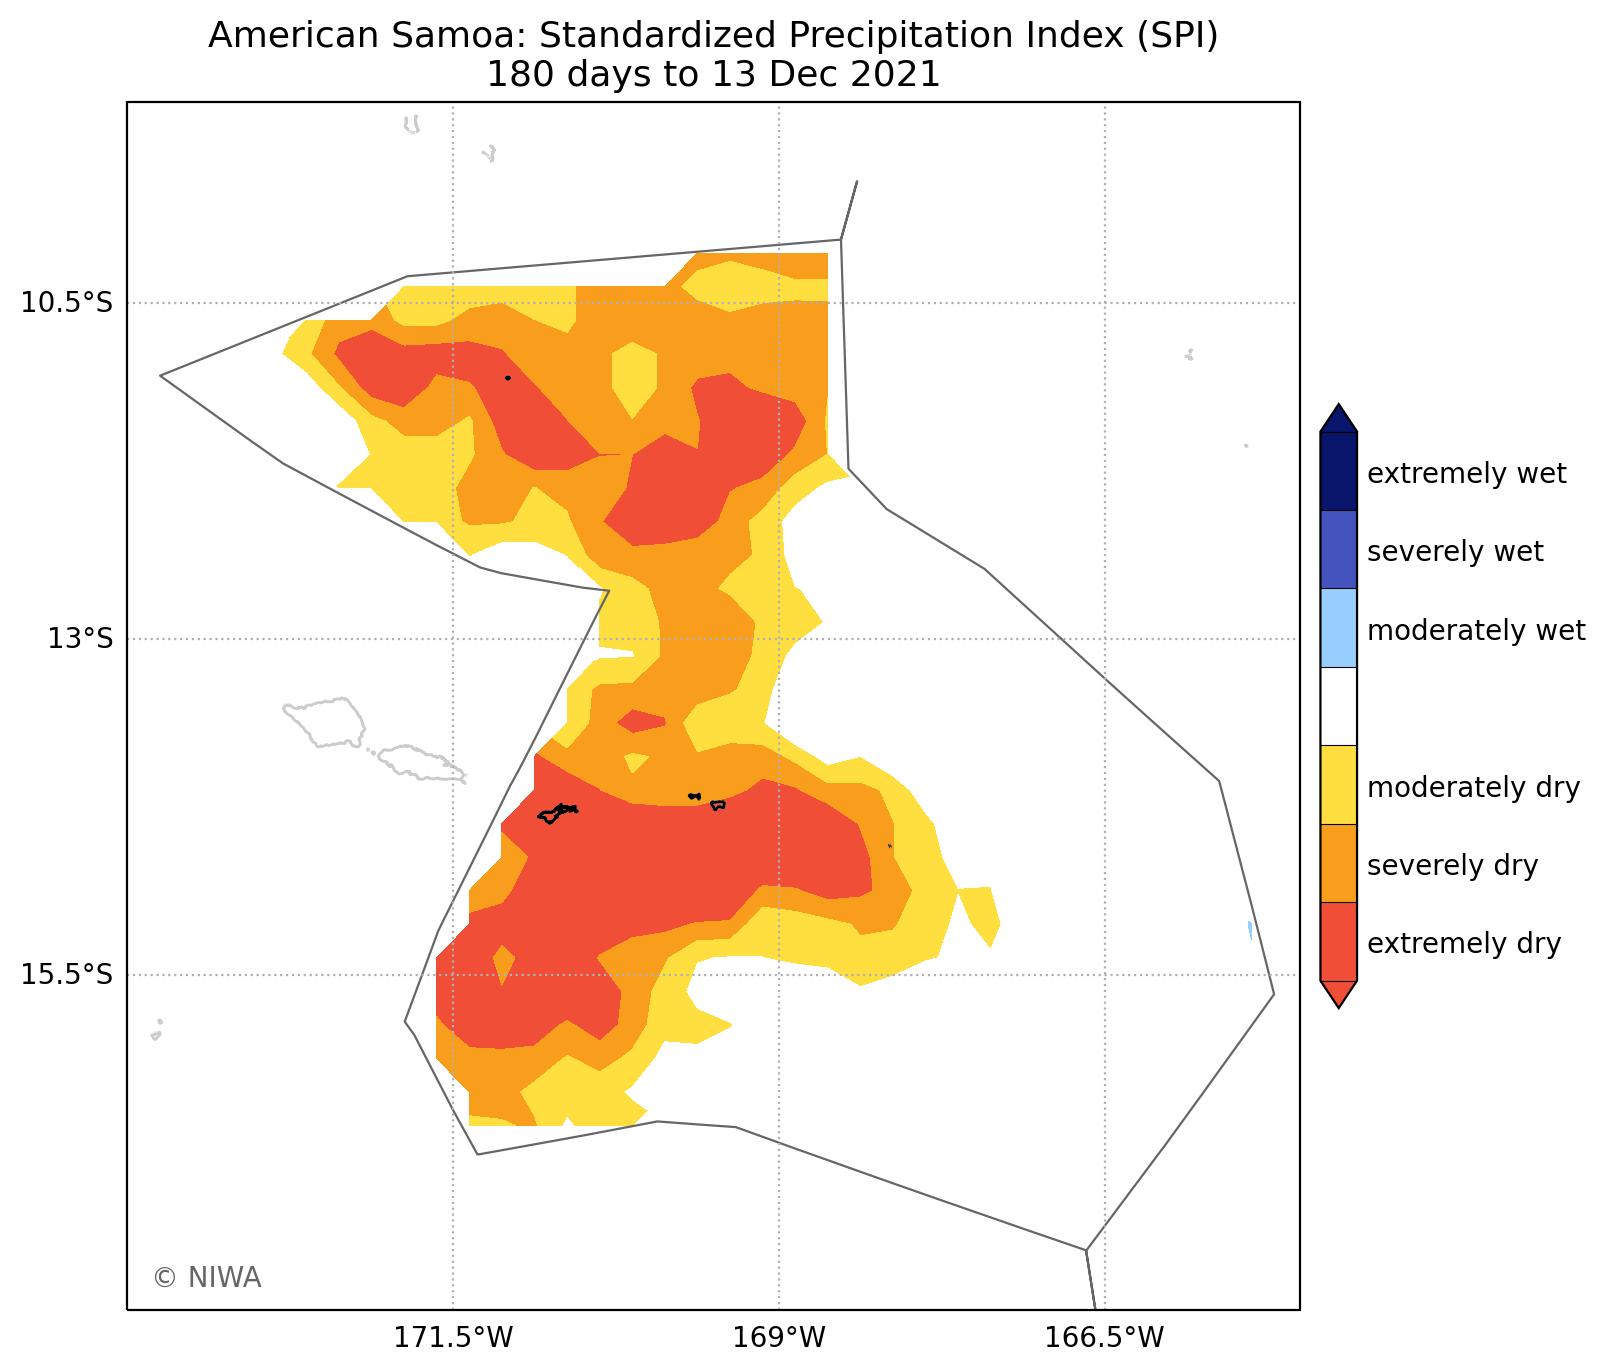 American Samoa: Standardized Precipitation Index (SPI)
180 days to 13 Dec 2021
10.5°S
13°S
15.5°S
171.5°W
169°W
166.5°W
extremely wet
severely wet
moderately wet
moderately dry
severely dry
extremely dry
© NIWA